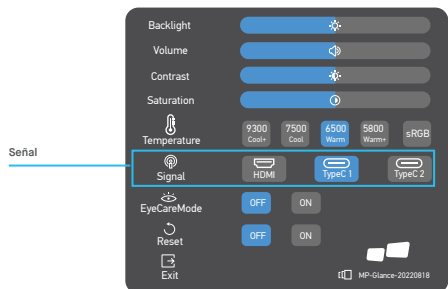 Backlight
Volume
Contrast
Saturation
Temperature
9300 Cool+
7500 Cool
6500 Warm
5800 Warm+
sRGB
Señal
Signal
HDMI
TypeC 1
TypeC 2
EyeCareMode
OFF
ON
Reset
OFF
ON
Exit
MP-Glance-20220818